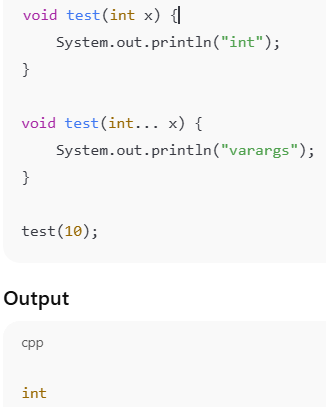 void test(int x) {
    System.out.println("int");
}
void test(int... x) {
    System.out.println("varargs");
}
test(10);
Output
cpp
int